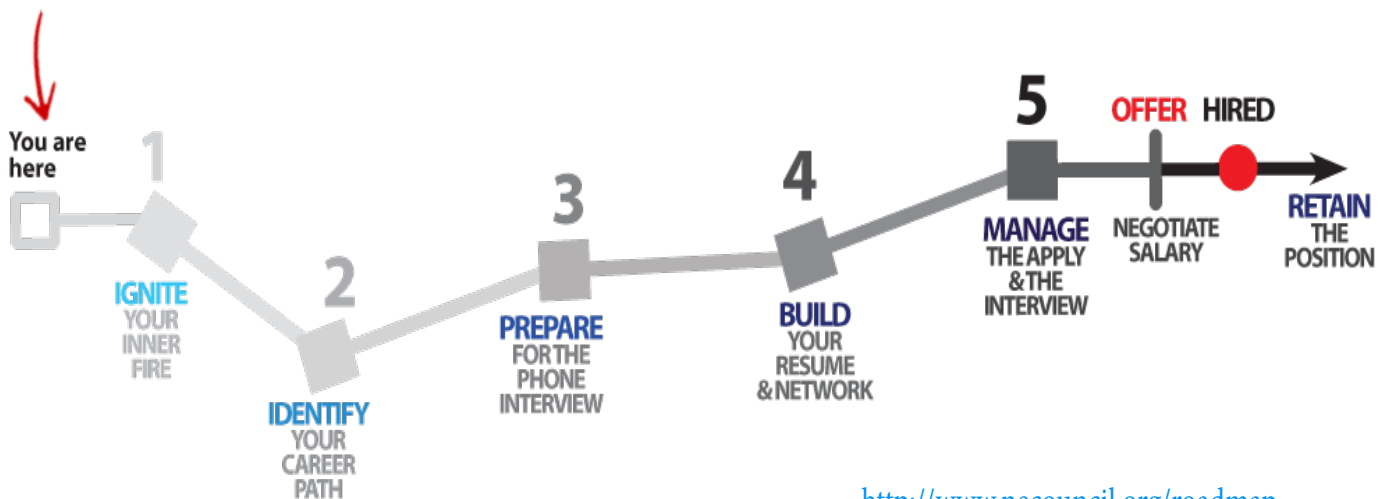 You are
here
1
IGNITE
YOUR
INNER
FIRE
2
IDENTIFY
YOUR
CAREER
PATH
3
PREPARE
FOR THE
PHONE
INTERVIEW
4
BUILD
YOUR
RESUME
& NETWORK
5
MANAGE
THE APPLY
& THE
INTERVIEW
OFFER HIRED
NEGOTIATE
SALARY
RETAIN
THE
POSITION